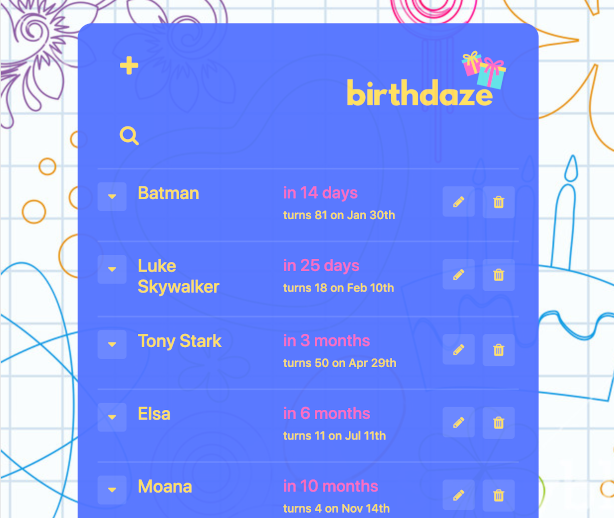 birthdaze
Batman
in 14 days
turns 81 on Jan 30th
Luke
Skywalker
in 25 days
turns 18 on Feb 10th
Tony Stark
in 3 months
turns 50 on Apr 29th
Elsa
in 6 months
turns 11 on Jul 11th
Moana
in 10 months
turns 4 on Nov 14th